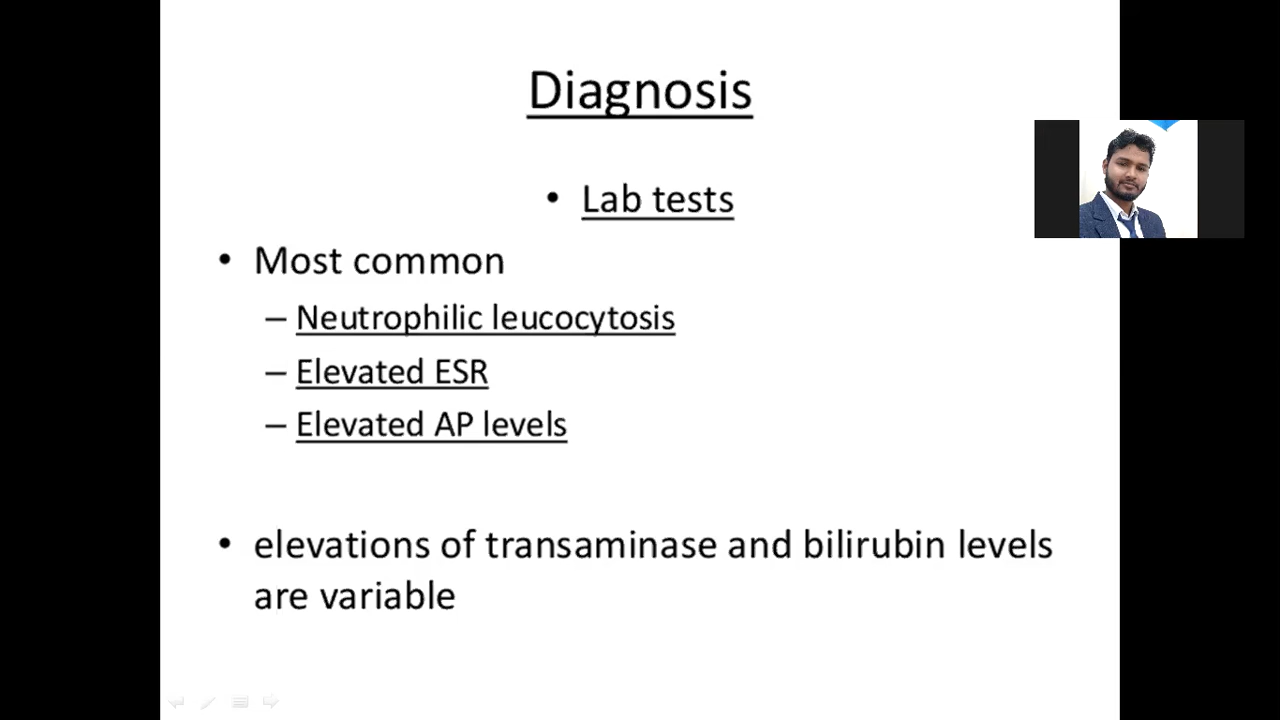 Diagnosis
• Lab tests
• Most common
– Neutrophilic leucocytosis
– Elevated ESR
– Elevated AP levels
• elevations of transaminase and bilirubin levels
are variable